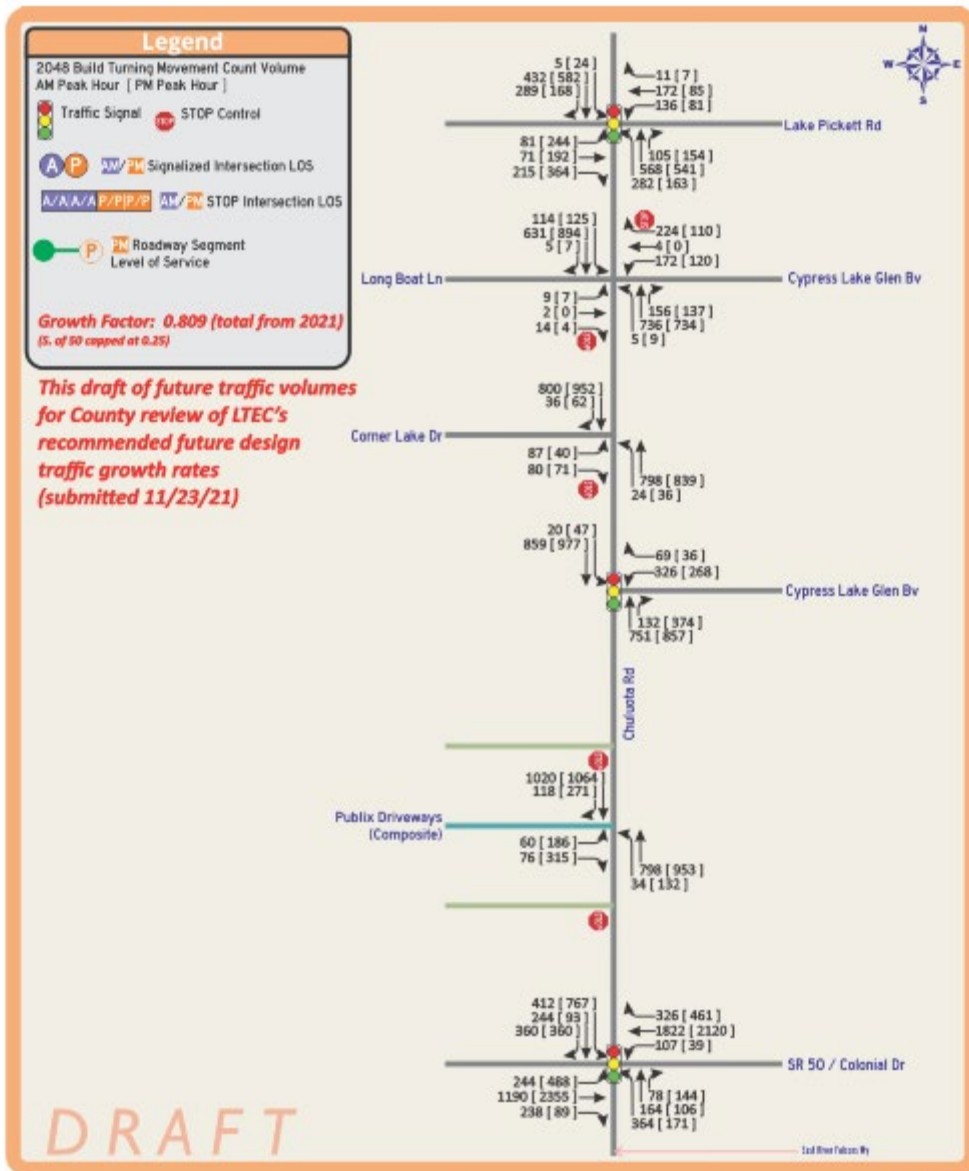 Legend
2048 Build Turning Movement Count Volume
AM Peak Hour [ PM Peak Hour ]
Traffic Signal
STOP Control
A P AM/PM Signalized Intersection LOS
A/A|A/A P/P|P/P AM/PM STOP Intersection LOS
P PM Roadway Segment
Level of Service
Growth Factor: 0.809 (total from 2021)
(S. of 50 capped at 0.25)
This draft of future traffic volumes
for County review of LTEC's
recommended future design
traffic growth rates
(submitted 11/23/21)
N
W E
S
5 [ 24 ]
432 [ 582 ]
289 [ 168 ]
11 [ 7 ]
172 [ 85 ]
136 [ 81 ]
Lake Pickett Rd
81 [ 244 ]
71 [ 192 ]
215 [ 364 ]
105 [ 154 ]
568 [ 541 ]
282 [ 163 ]
114 [ 125 ]
631 [ 894 ]
5 [ 7 ]
STOP
224 [ 110 ]
4 [ 0 ]
172 [ 120 ]
Long Boat Ln
Cypress Lake Glen Bv
9 [ 7 ]
2 [ 0 ]
14 [ 4 ]
STOP
156 [ 137 ]
736 [ 734 ]
5 [ 9 ]
800 [ 952 ]
36 [ 62 ]
Corner Lake Dr
87 [ 40 ]
80 [ 71 ]
STOP
798 [ 839 ]
24 [ 36 ]
20 [ 47 ]
859 [ 977 ]
69 [ 36 ]
326 [ 268 ]
Cypress Lake Glen Bv
132 [ 374 ]
751 [ 857 ]
Chuluota Rd
STOP
1020 [ 1064 ]
118 [ 271 ]
Publix Driveways
(Composite)
60 [ 186 ]
76 [ 315 ]
798 [ 953 ]
34 [ 132 ]
STOP
412 [ 767 ]
244 [ 93 ]
360 [ 360 ]
326 [ 461 ]
1822 [ 2120 ]
107 [ 39 ]
SR 50 / Colonial Dr
244 [ 488 ]
1190 [ 2355 ]
238 [ 89 ]
78 [ 144 ]
164 [ 106 ]
364 [ 171 ]
East River Falcons Wy
DRAFT